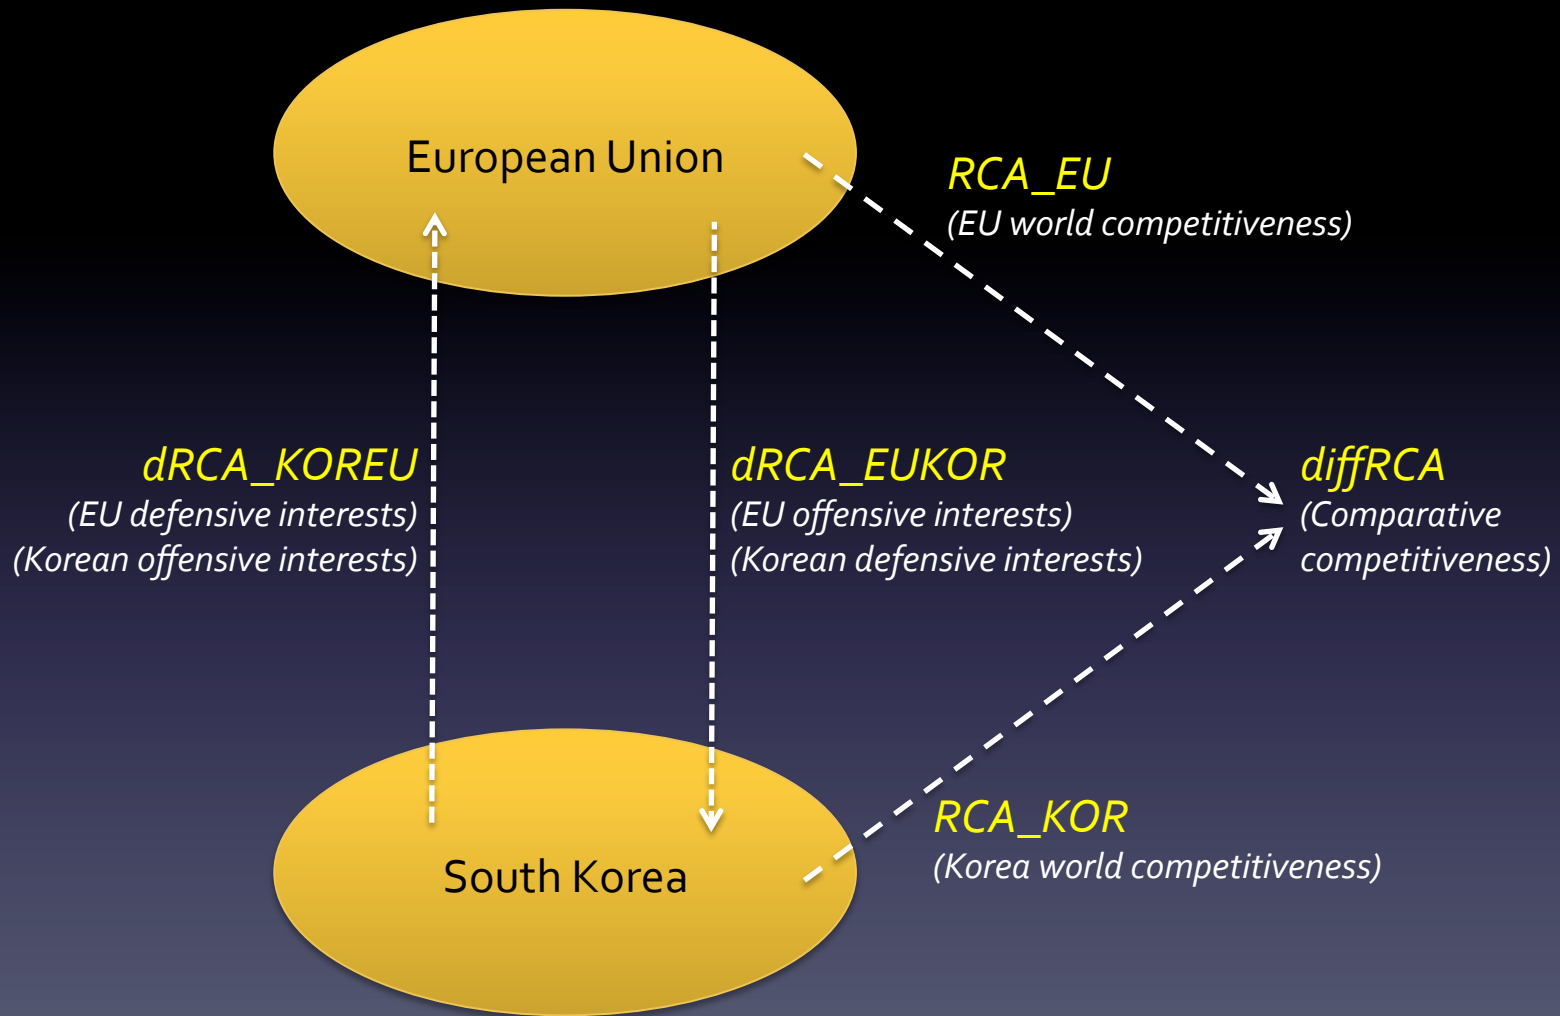 European Union
RCA_EU
(EU world competitiveness)
dRCA_KOREU
(EU defensive interests)
(Korean offensive interests)
dRCA_EUKOR
(EU offensive interests)
(Korean defensive interests)
diffRCA
(Comparative
competitiveness)
RCA_KOR
(Korea world competitiveness)
South Korea